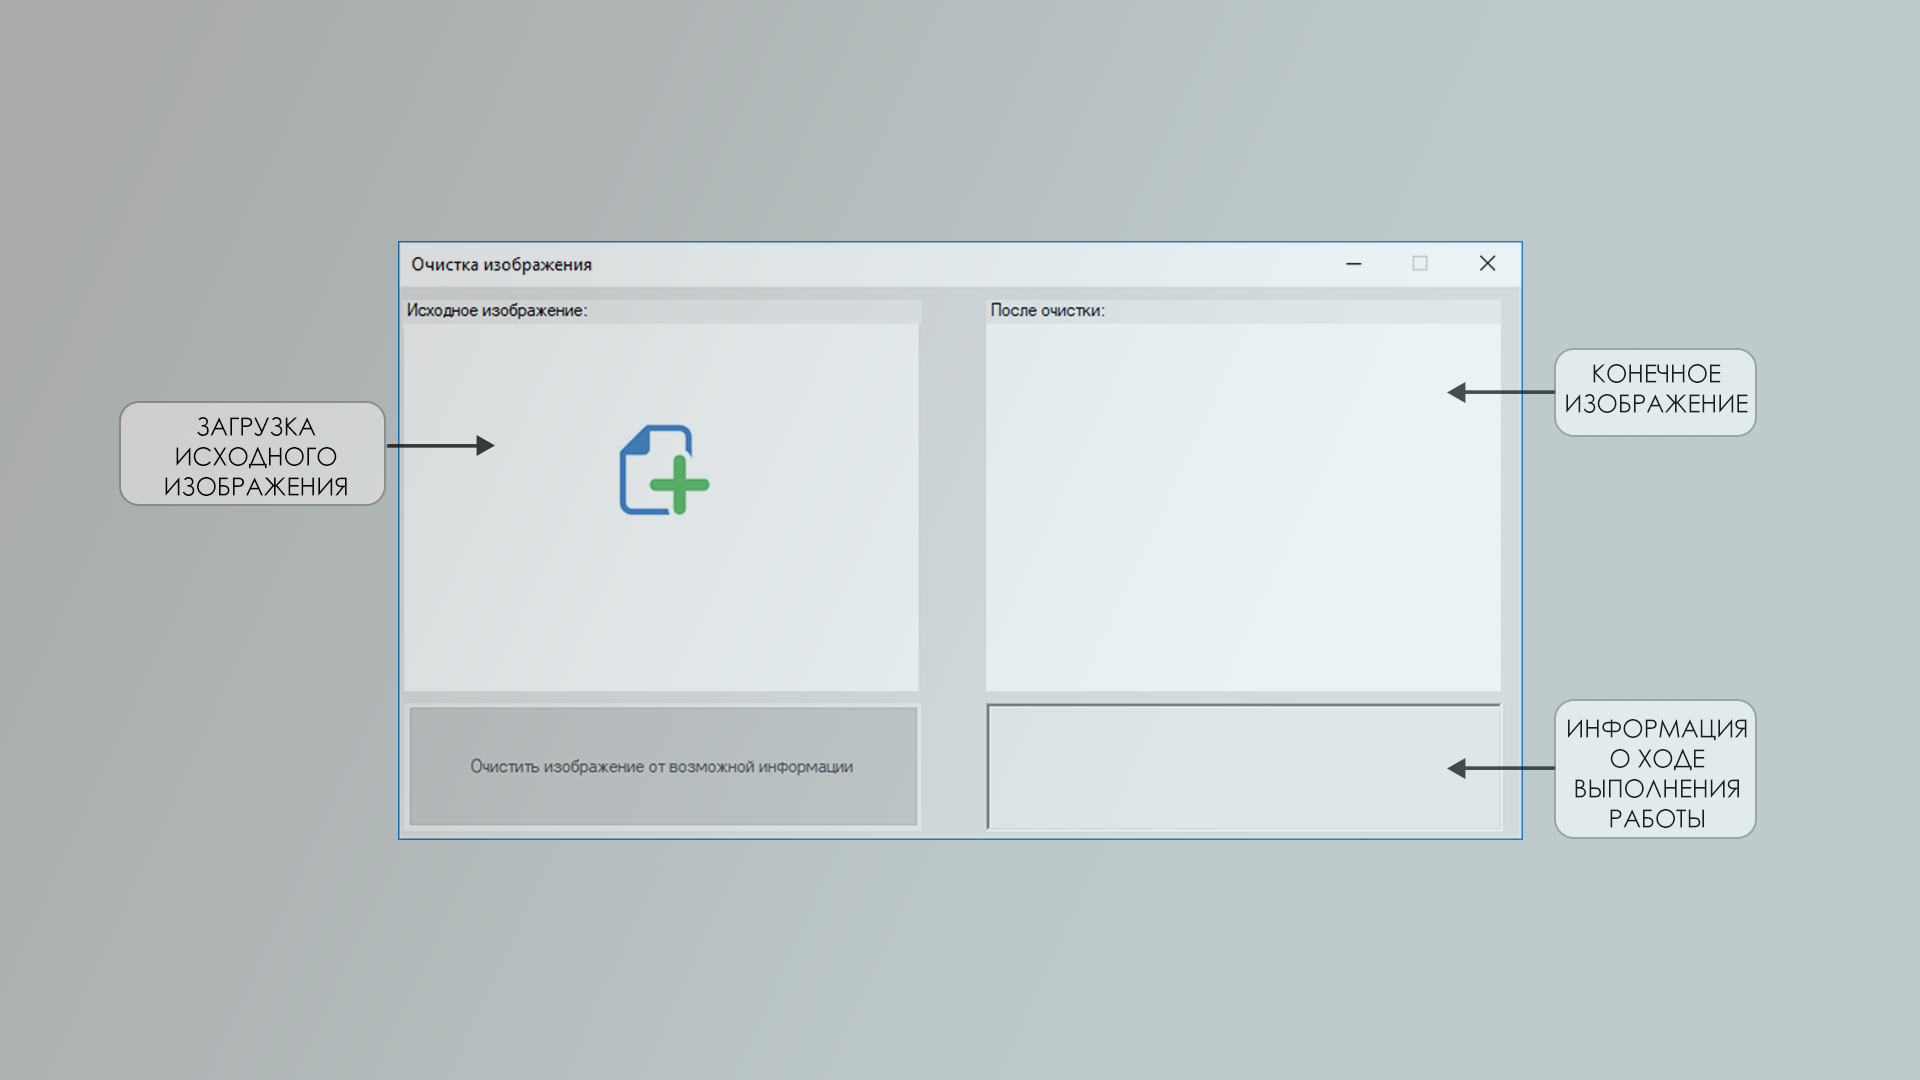 Очистка изображения
Исходное изображение:
После очистки:
ЗАГРУЗКА
ИСХОДНОГО
ИЗОБРАЖЕНИЯ
КОНЕЧНОЕ
ИЗОБРАЖЕНИЕ
Очистить изображение от возможной информации
ИНФОРМАЦИЯ
О ХОДЕ
ВЫПОЛНЕНИЯ
РАБОТЫ